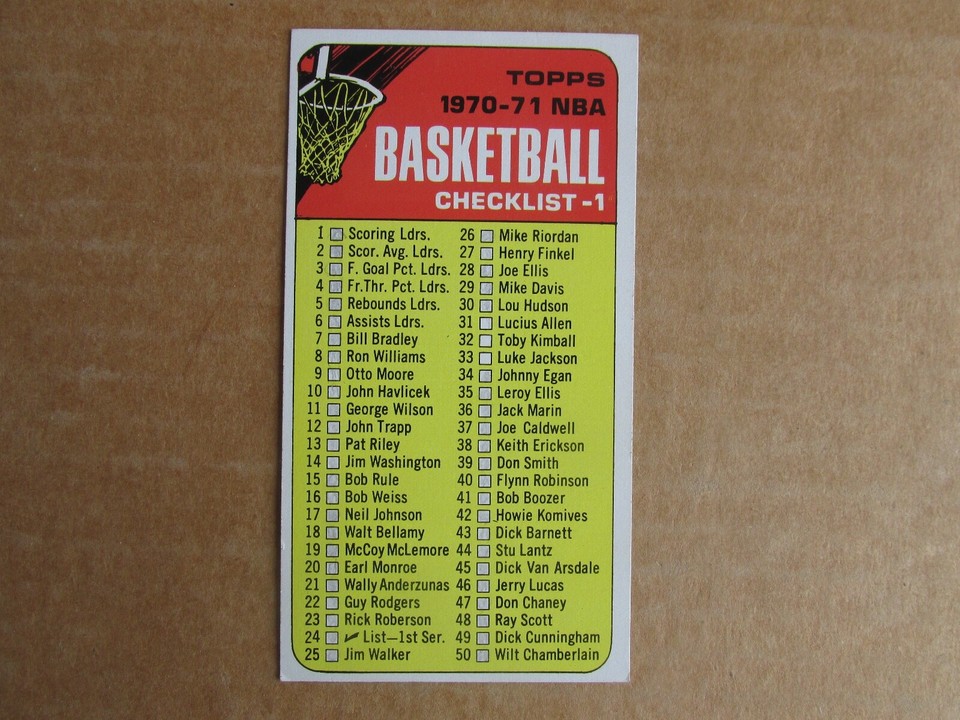 TOPPS
1970-71 NBA
BASKETBALL
CHECKLIST -1
1 Scoring Ldrs.
2 Scor. Avg. Ldrs.
3 F. Goal Pct. Ldrs.
4 Fr.Thr. Pct. Ldrs.
5 Rebounds Ldrs.
6 Assists Ldrs.
7 Bill Bradley
8 Ron Williams
9 Otto Moore
10 John Havlicek
11 George Wilson
12 John Trapp
13 Pat Riley
14 Jim Washington
15 Bob Rule
16 Bob Weiss
17 Neil Johnson
18 Walt Bellamy
19 McCoy McLemore
20 Earl Monroe
21 Wally Anderzunas
22 Guy Rodgers
23 Rick Roberson
24 List—1st Ser.
25 Jim Walker
26 Mike Riordan
27 Henry Finkel
28 Joe Ellis
29 Mike Davis
30 Lou Hudson
31 Lucius Allen
32 Toby Kimball
33 Luke Jackson
34 Johnny Egan
35 Leroy Ellis
36 Jack Marin
37 Joe Caldwell
38 Keith Erickson
39 Don Smith
40 Flynn Robinson
41 Bob Boozer
42 Howie Komives
43 Dick Barnett
44 Stu Lantz
45 Dick Van Arsdale
46 Jerry Lucas
47 Don Chaney
48 Ray Scott
49 Dick Cunningham
50 Wilt Chamberlain